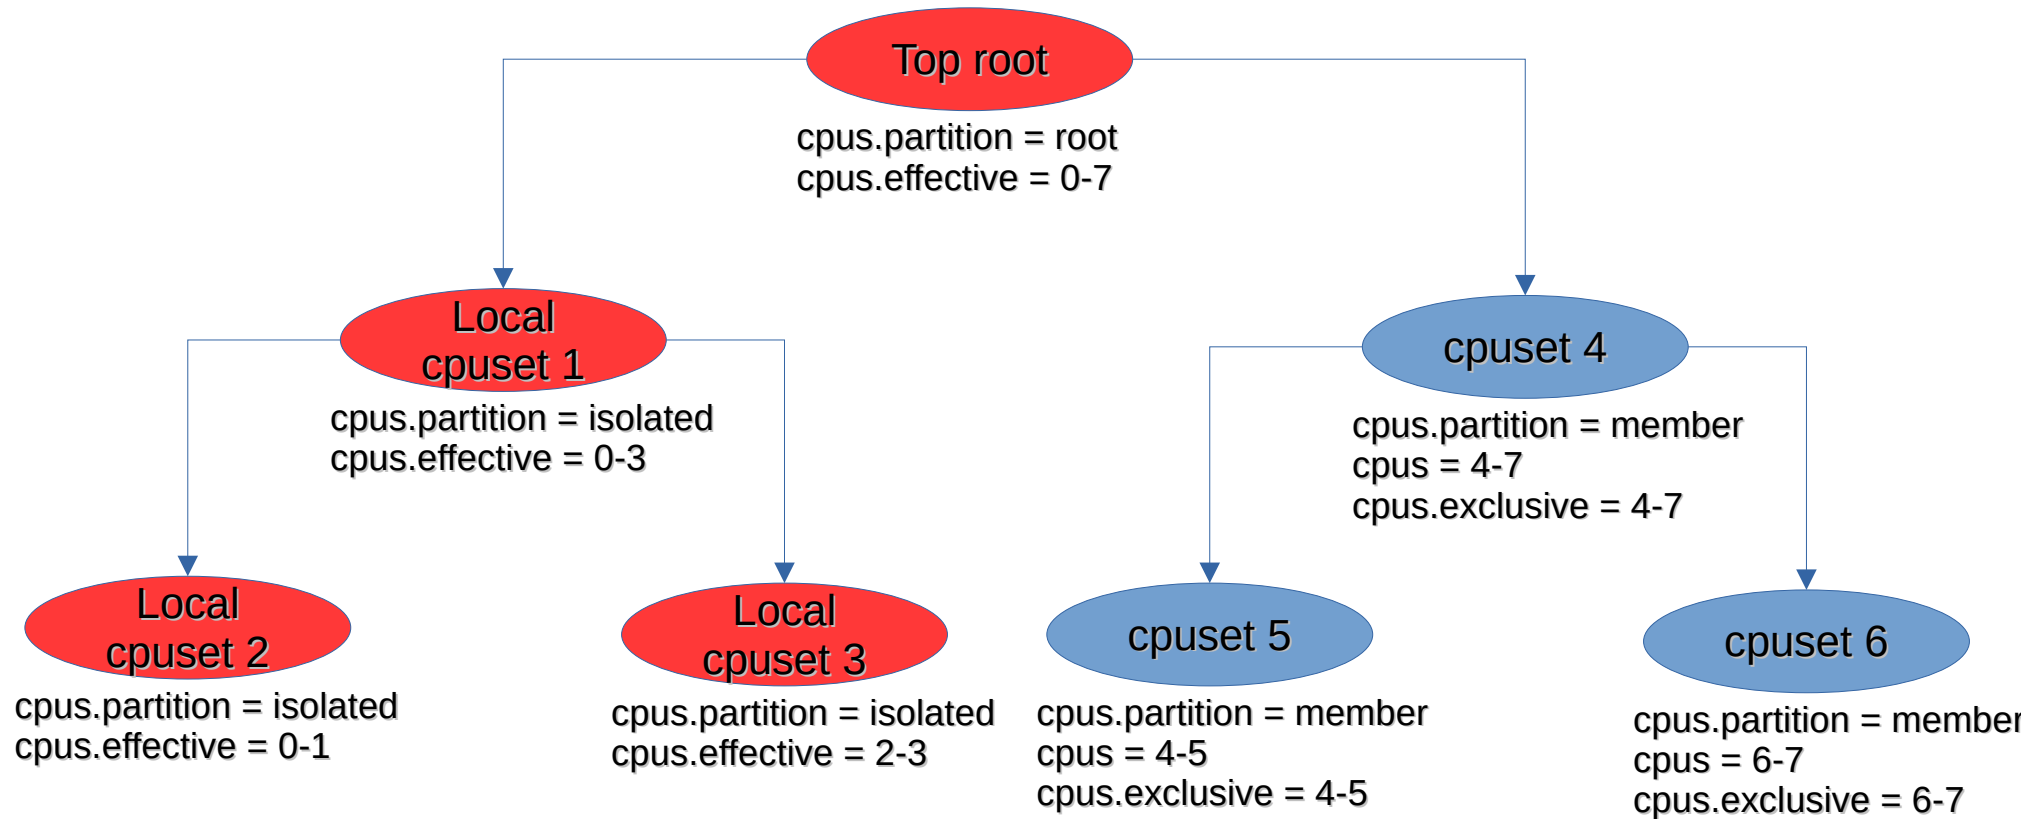 Top root
cpus.partition = root
cpus.effective = 0-7
Local
cpuset 1
cpus.partition = isolated
cpus.effective = 0-3
cpuset 4
cpus.partition = member
cpus = 4-7
cpus.exclusive = 4-7
Local
cpuset 2
cpus.partition = isolated
cpus.effective = 0-1
Local
cpuset 3
cpus.partition = isolated
cpus.effective = 2-3
cpuset 5
cpus.partition = member
cpus = 4-5
cpus.exclusive = 4-5
cpuset 6
cpus.partition = member
cpus = 6-7
cpus.exclusive = 6-7